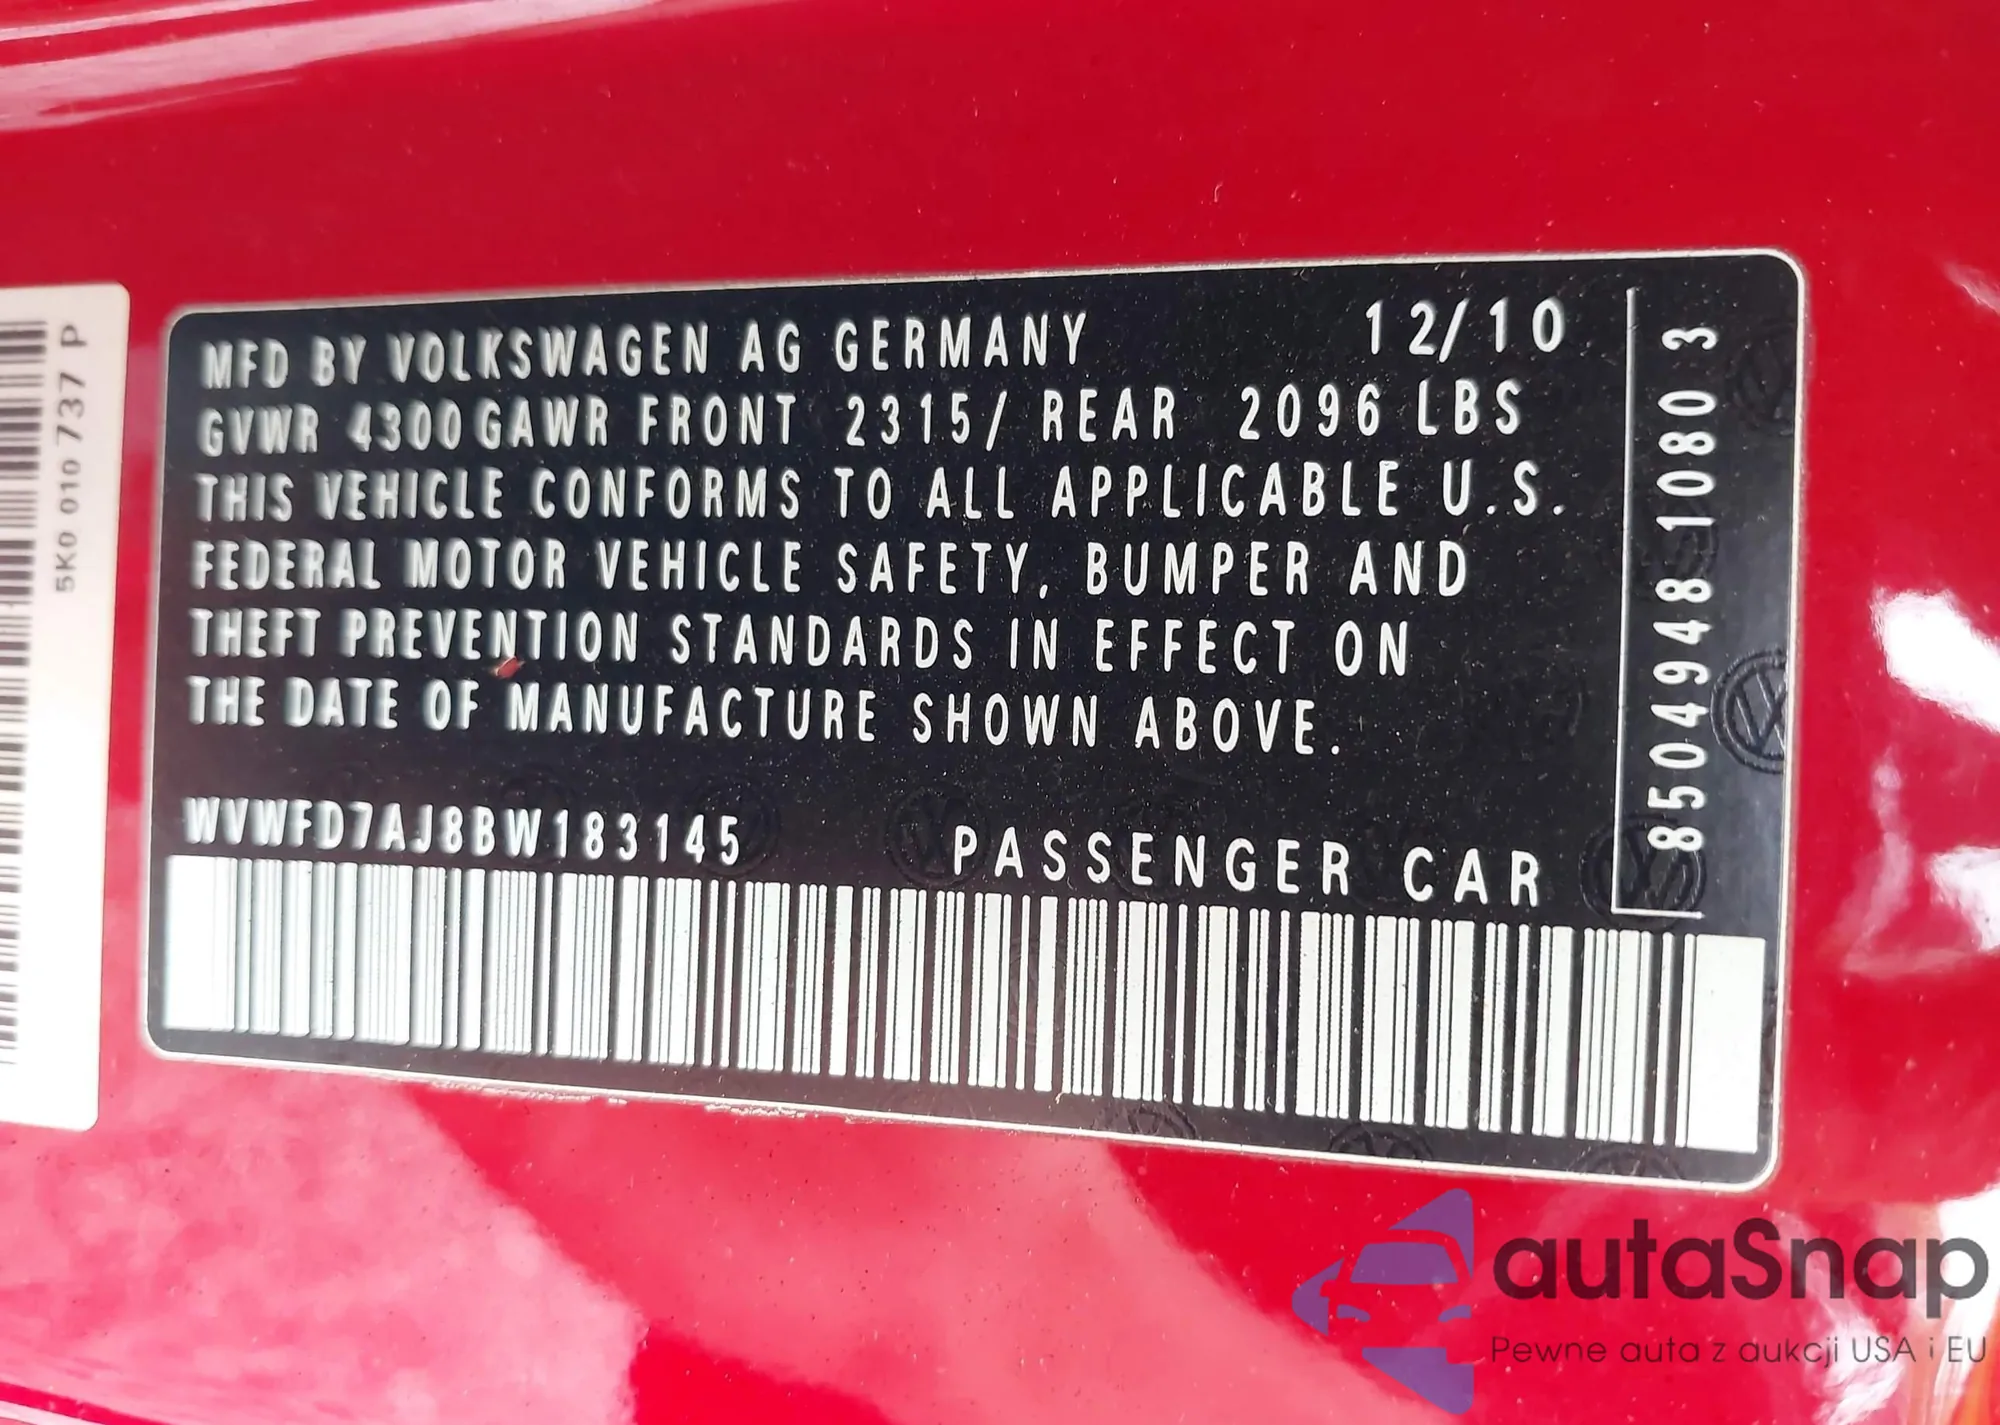 5K0 010 737 P
MFD BY VOLKSWAGEN AG GERMANY 12/10
GVWR 4300 GAWR FRONT 2315/ REAR 2096 LBS
THIS VEHICLE CONFORMS TO ALL APPLICABLE U.S.
FEDERAL MOTOR VEHICLE SAFETY, BUMPER AND
THEFT PREVENTION STANDARDS IN EFFECT ON
THE DATE OF MANUFACTURE SHOWN ABOVE.
WVWFD7AJ8BW183145 PASSENGER CAR
8504948 1080 3
autaSnap
Pewne auta z aukcji USA i EU